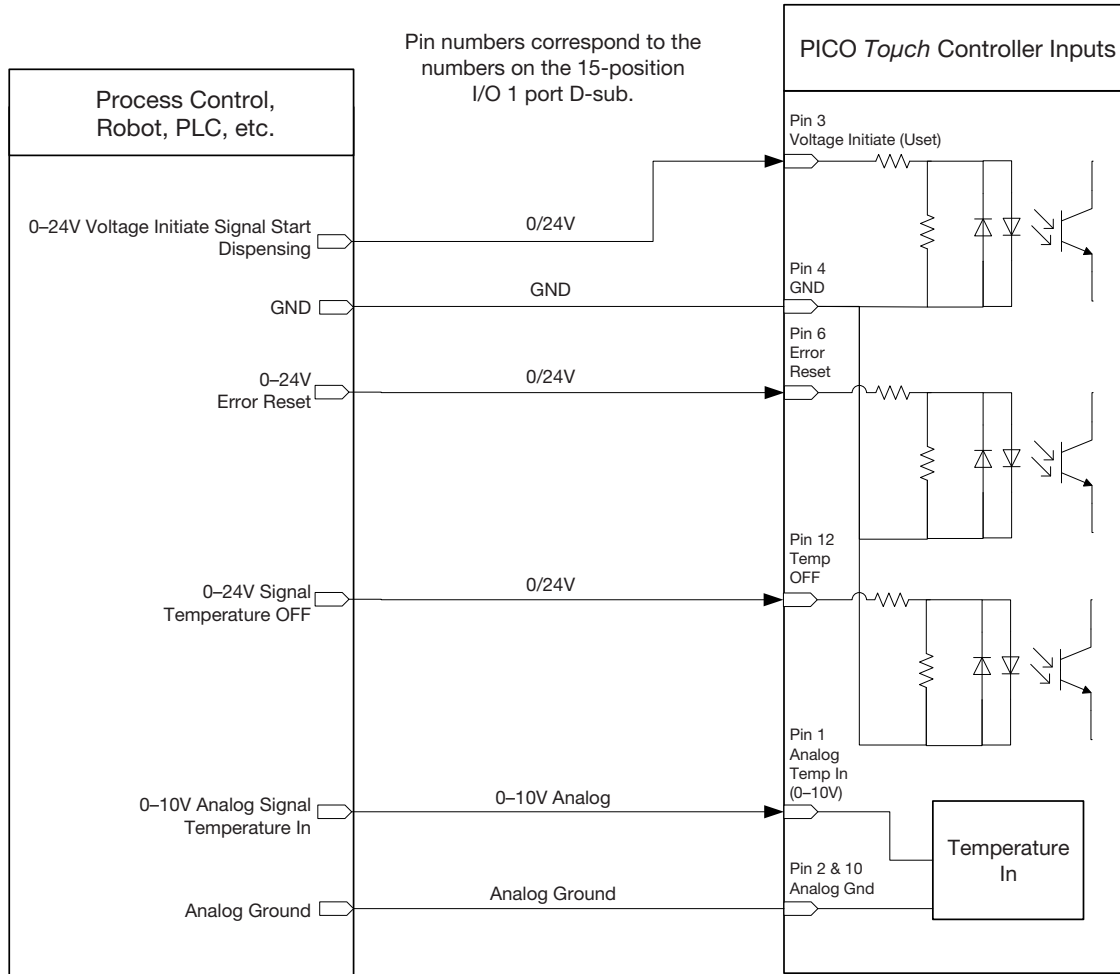 Pin numbers correspond to the
numbers on the 15-position
I/O 1 port D-sub.
PICO Touch Controller Inputs
Process Control,
Robot, PLC, etc.
Pin 3
Voltage Initiate (Uset)
0–24V Voltage Initiate Signal Start
Dispensing
0/24V
Pin 4
GND
GND
GND
Pin 6
Error
Reset
0–24V
Error Reset
0/24V
Pin 12
Temp
OFF
0–24V Signal
Temperature OFF
0/24V
Pin 1
Analog
Temp In
(0–10V)
0–10V Analog Signal
Temperature In
0–10V Analog
Temperature
In
Pin 2 & 10
Analog Gnd
Analog Ground
Analog Ground